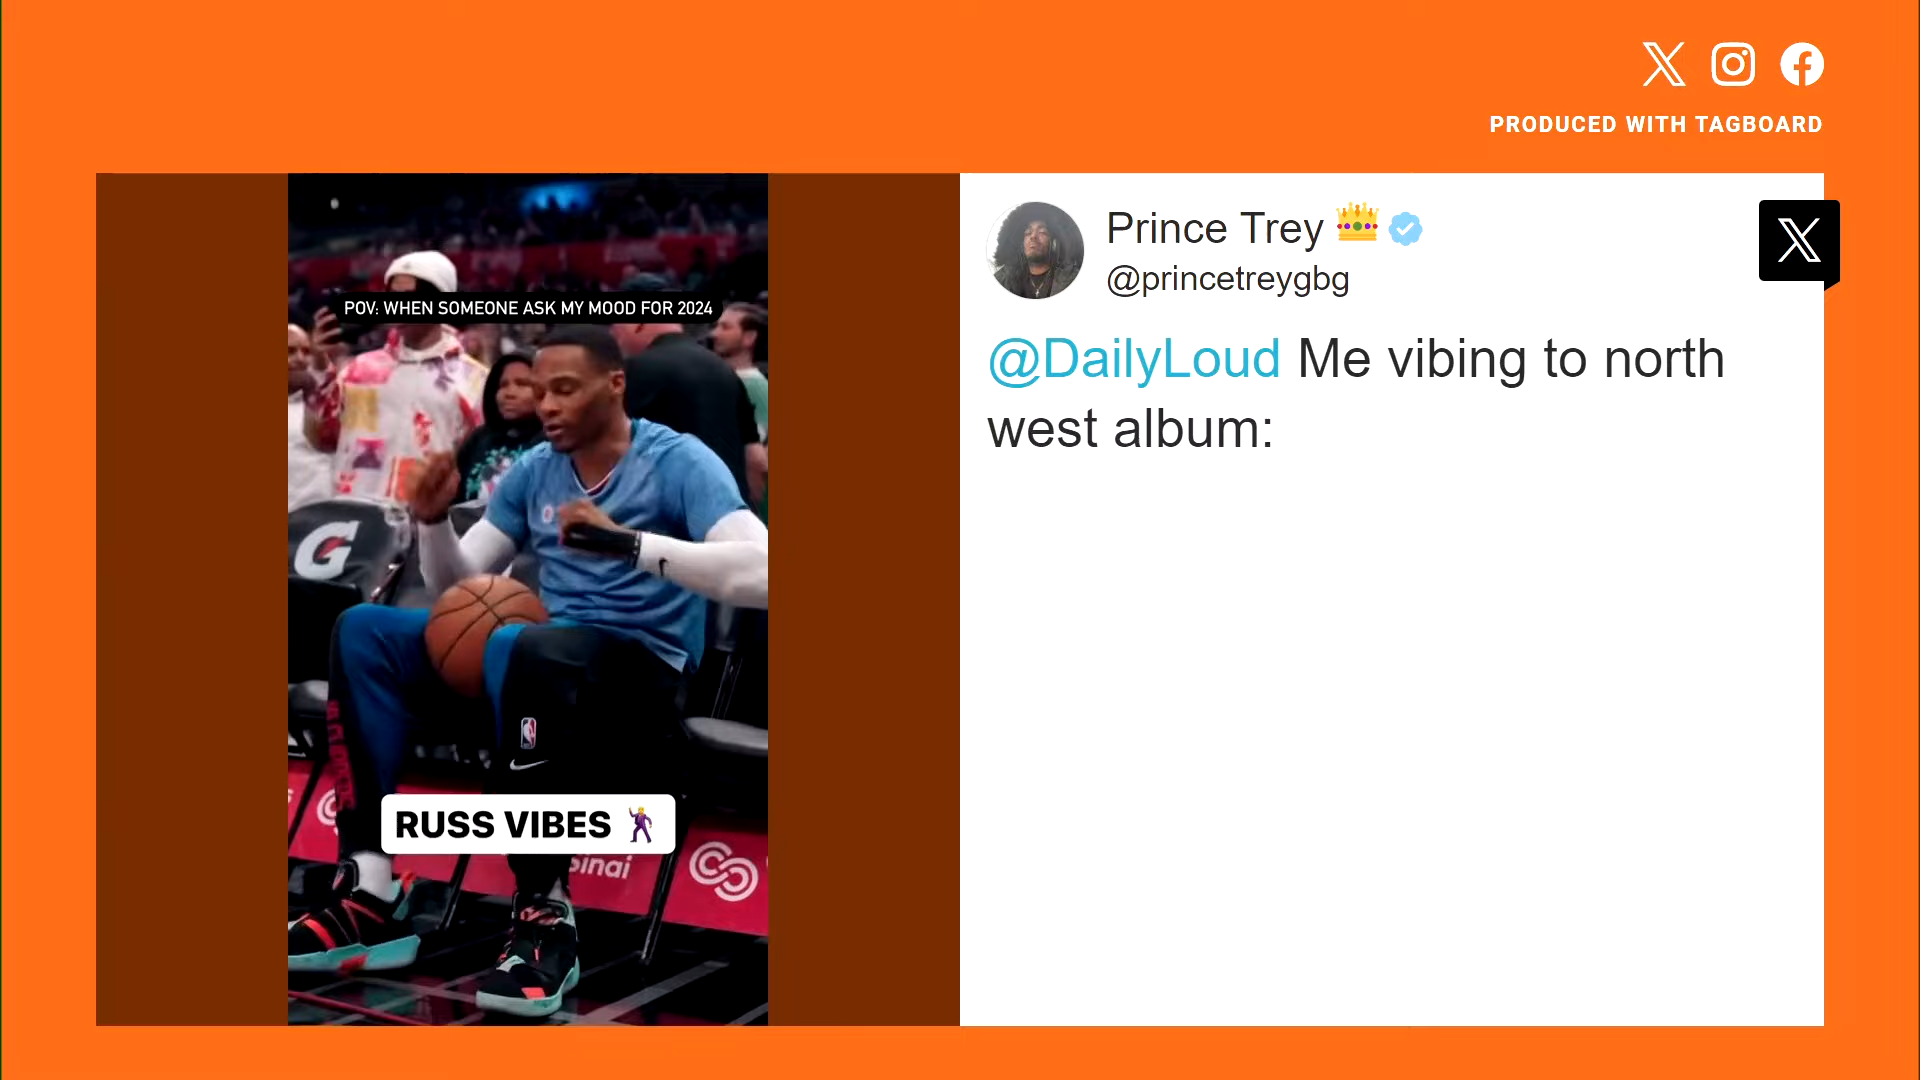 PRODUCED WITH TAGBOARD
POV: WHEN SOMEONE ASK MY MOOD FOR 2024
G
RUSS VIBES 🕺
Sinai
Prince Trey 👑
@princetreygbg
@DailyLoud Me vibing to north
west album: